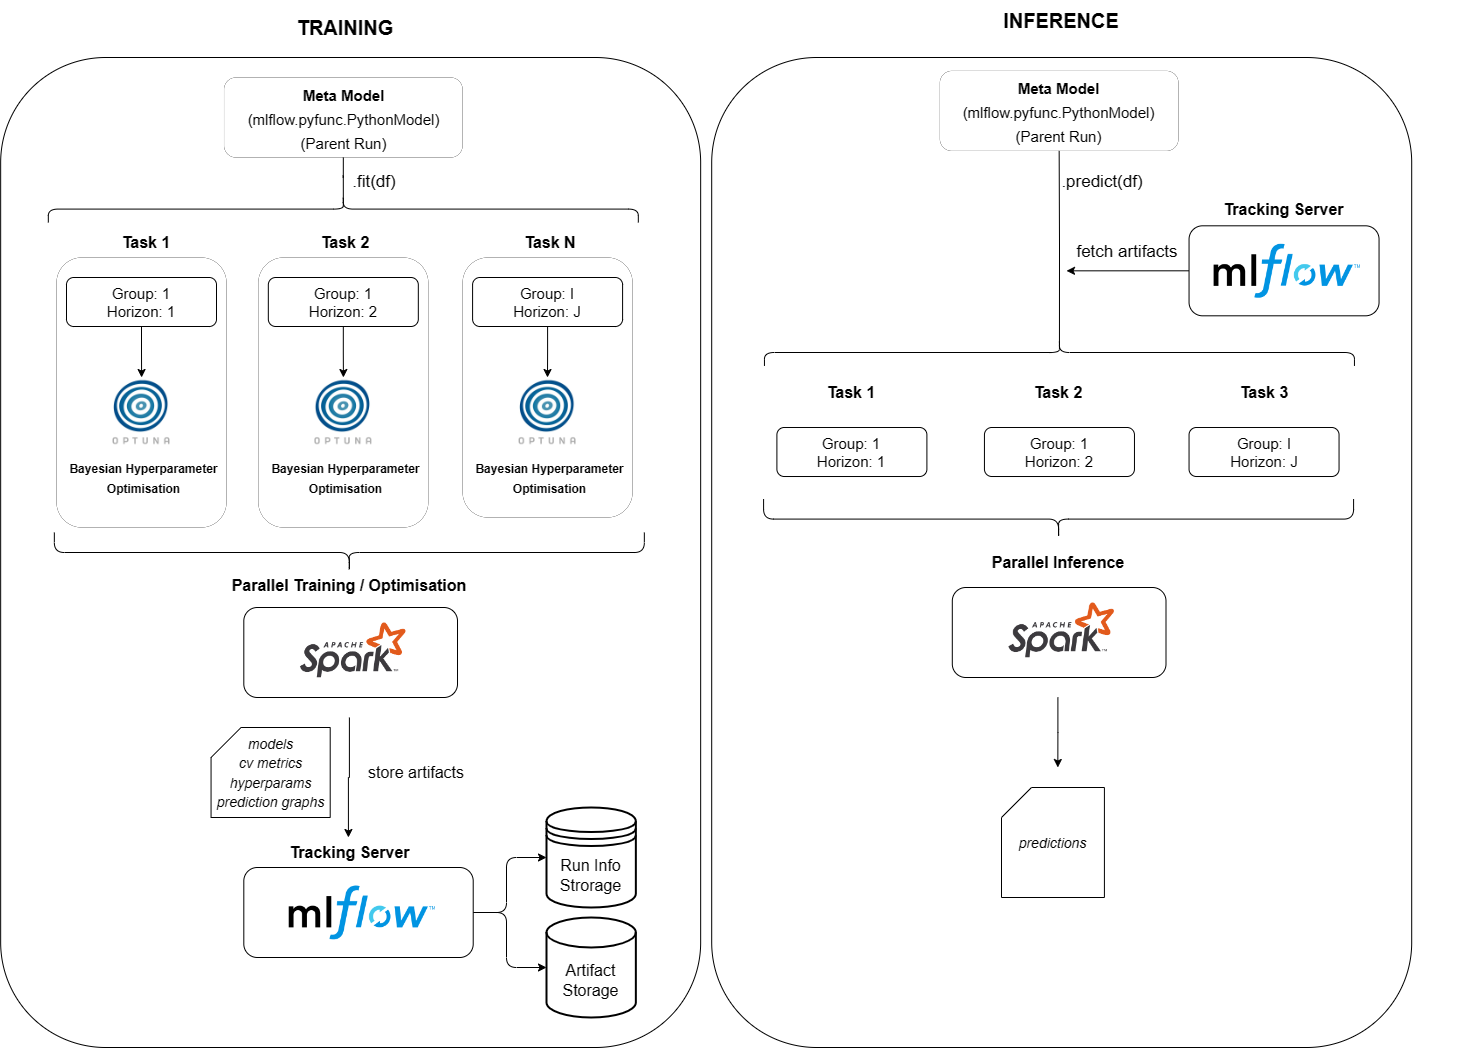 TRAINING
Meta Model
(mlflow.pyfunc.PythonModel)
(Parent Run)
.fit(df)
Task 1
Task 2
Task N
Group: 1
Horizon: 1
Group: 1
Horizon: 2
Group: I
Horizon: J
OPTUNA
OPTUNA
OPTUNA
Bayesian Hyperparameter
Optimisation
Bayesian Hyperparameter
Optimisation
Bayesian Hyperparameter
Optimisation
Parallel Training / Optimisation
APACHE
Spark™
models
cv metrics
hyperparams
prediction graphs
store artifacts
Tracking Server
mlflow™
Run Info
Strorage
Artifact
Storage
INFERENCE
Meta Model
(mlflow.pyfunc.PythonModel)
(Parent Run)
.predict(df)
Tracking Server
fetch artifacts
mlflow™
Task 1
Task 2
Task 3
Group: 1
Horizon: 1
Group: 1
Horizon: 2
Group: I
Horizon: J
Parallel Inference
APACHE
Spark™
predictions